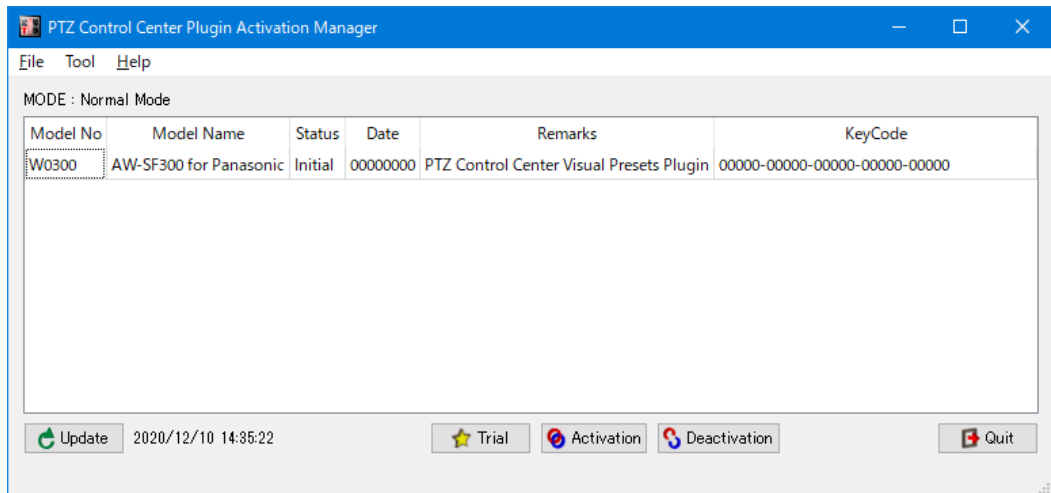 PTZ Control Center Plugin Activation Manager
File Tool Help
MODE : Normal Mode
Model No Model Name Status Date Remarks KeyCode
W0300 AW-SF300 for Panasonic Initial 00000000 PTZ Control Center Visual Presets Plugin 00000-00000-00000-00000-00000
Update 2020/12/10 14:35:22 Trial Activation Deactivation Quit